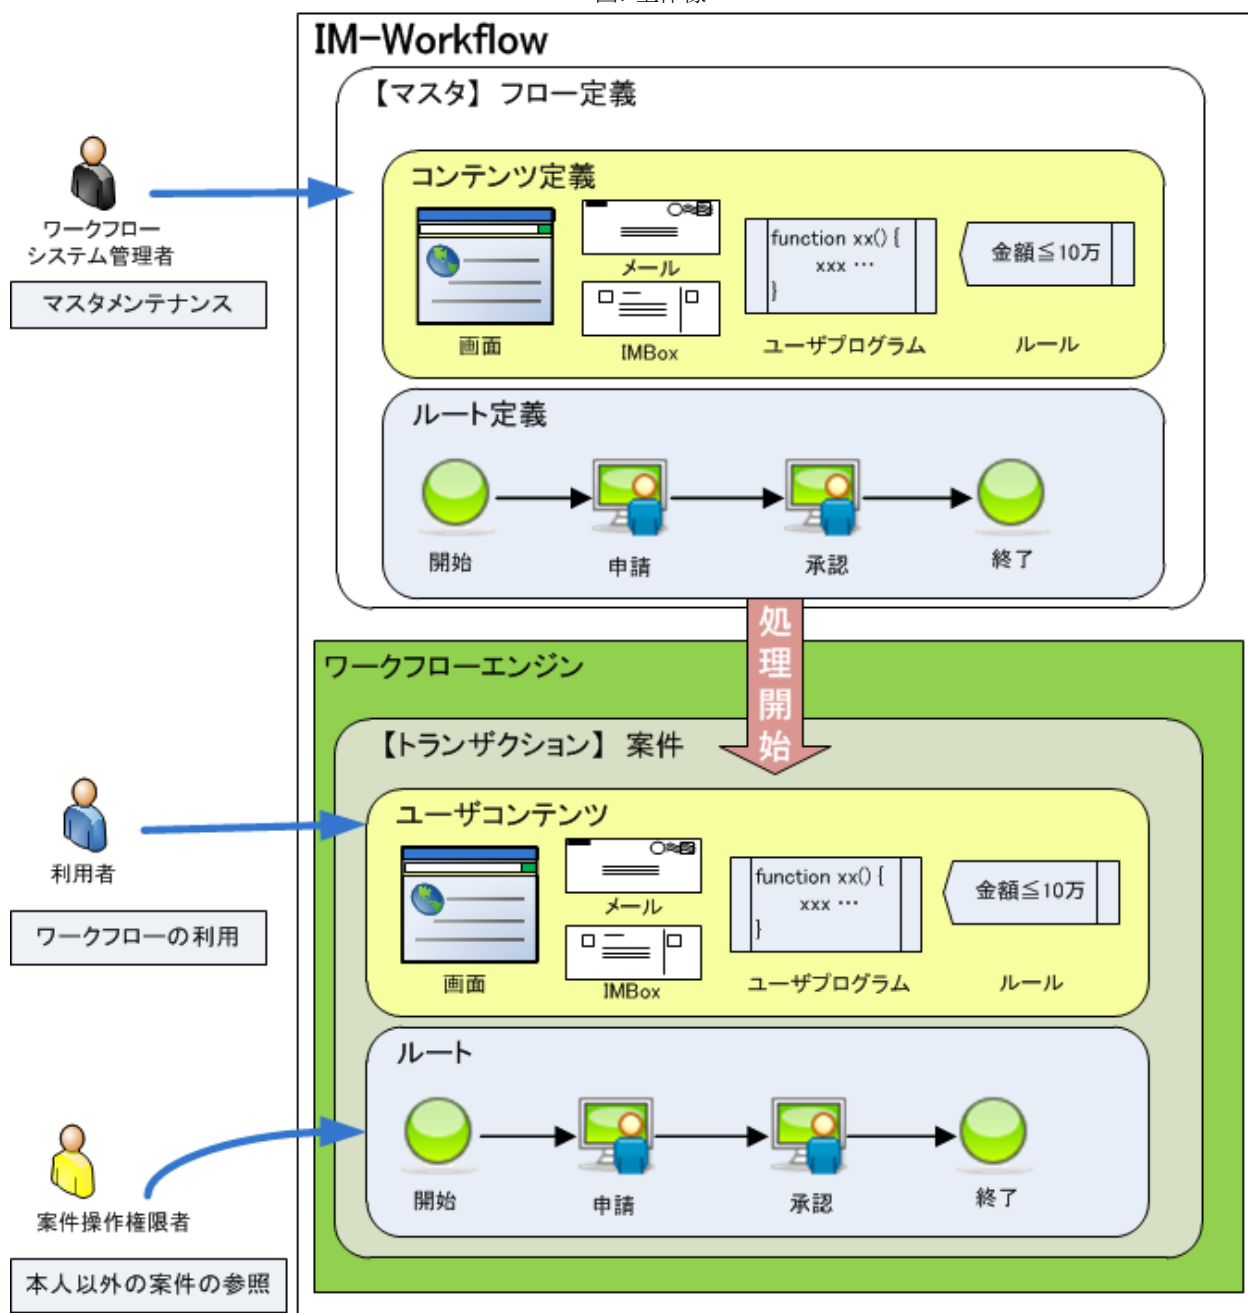 IM-Workflow
【マスタ】フロー定義
コンテンツ定義
画面
メール
IMBox
function xx() {
xxx …
}
ユーザプログラム
金額≦10万
ルール
ワークフロー
システム管理者
マスタメンテナンス
ルート定義
開始
申請
承認
終了
処理開始
ワークフローエンジン
【トランザクション】案件
ユーザコンテンツ
画面
メール
IMBox
function xx() {
xxx …
}
ユーザプログラム
金額≦10万
ルール
利用者
ワークフローの利用
ルート
開始
申請
承認
終了
案件操作権限者
本人以外の案件の参照